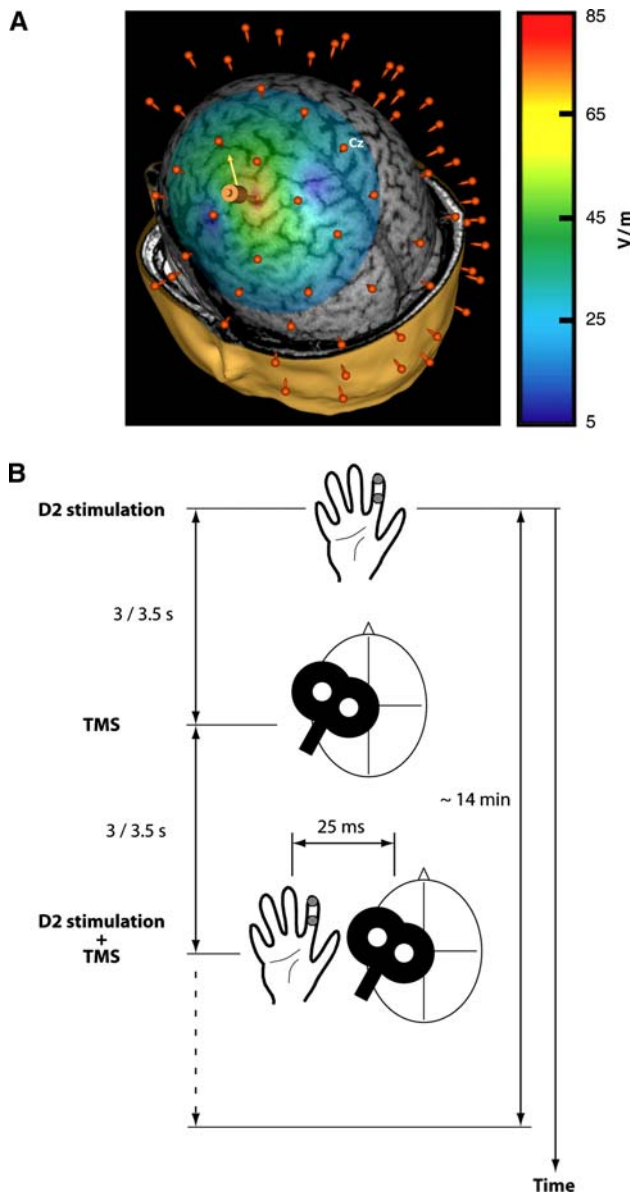 A
Cz
85
65
45
25
5
V/m
B
D2 stimulation
3 / 3.5 s
TMS
~ 14 min
3 / 3.5 s
25 ms
D2 stimulation
+
TMS
Time